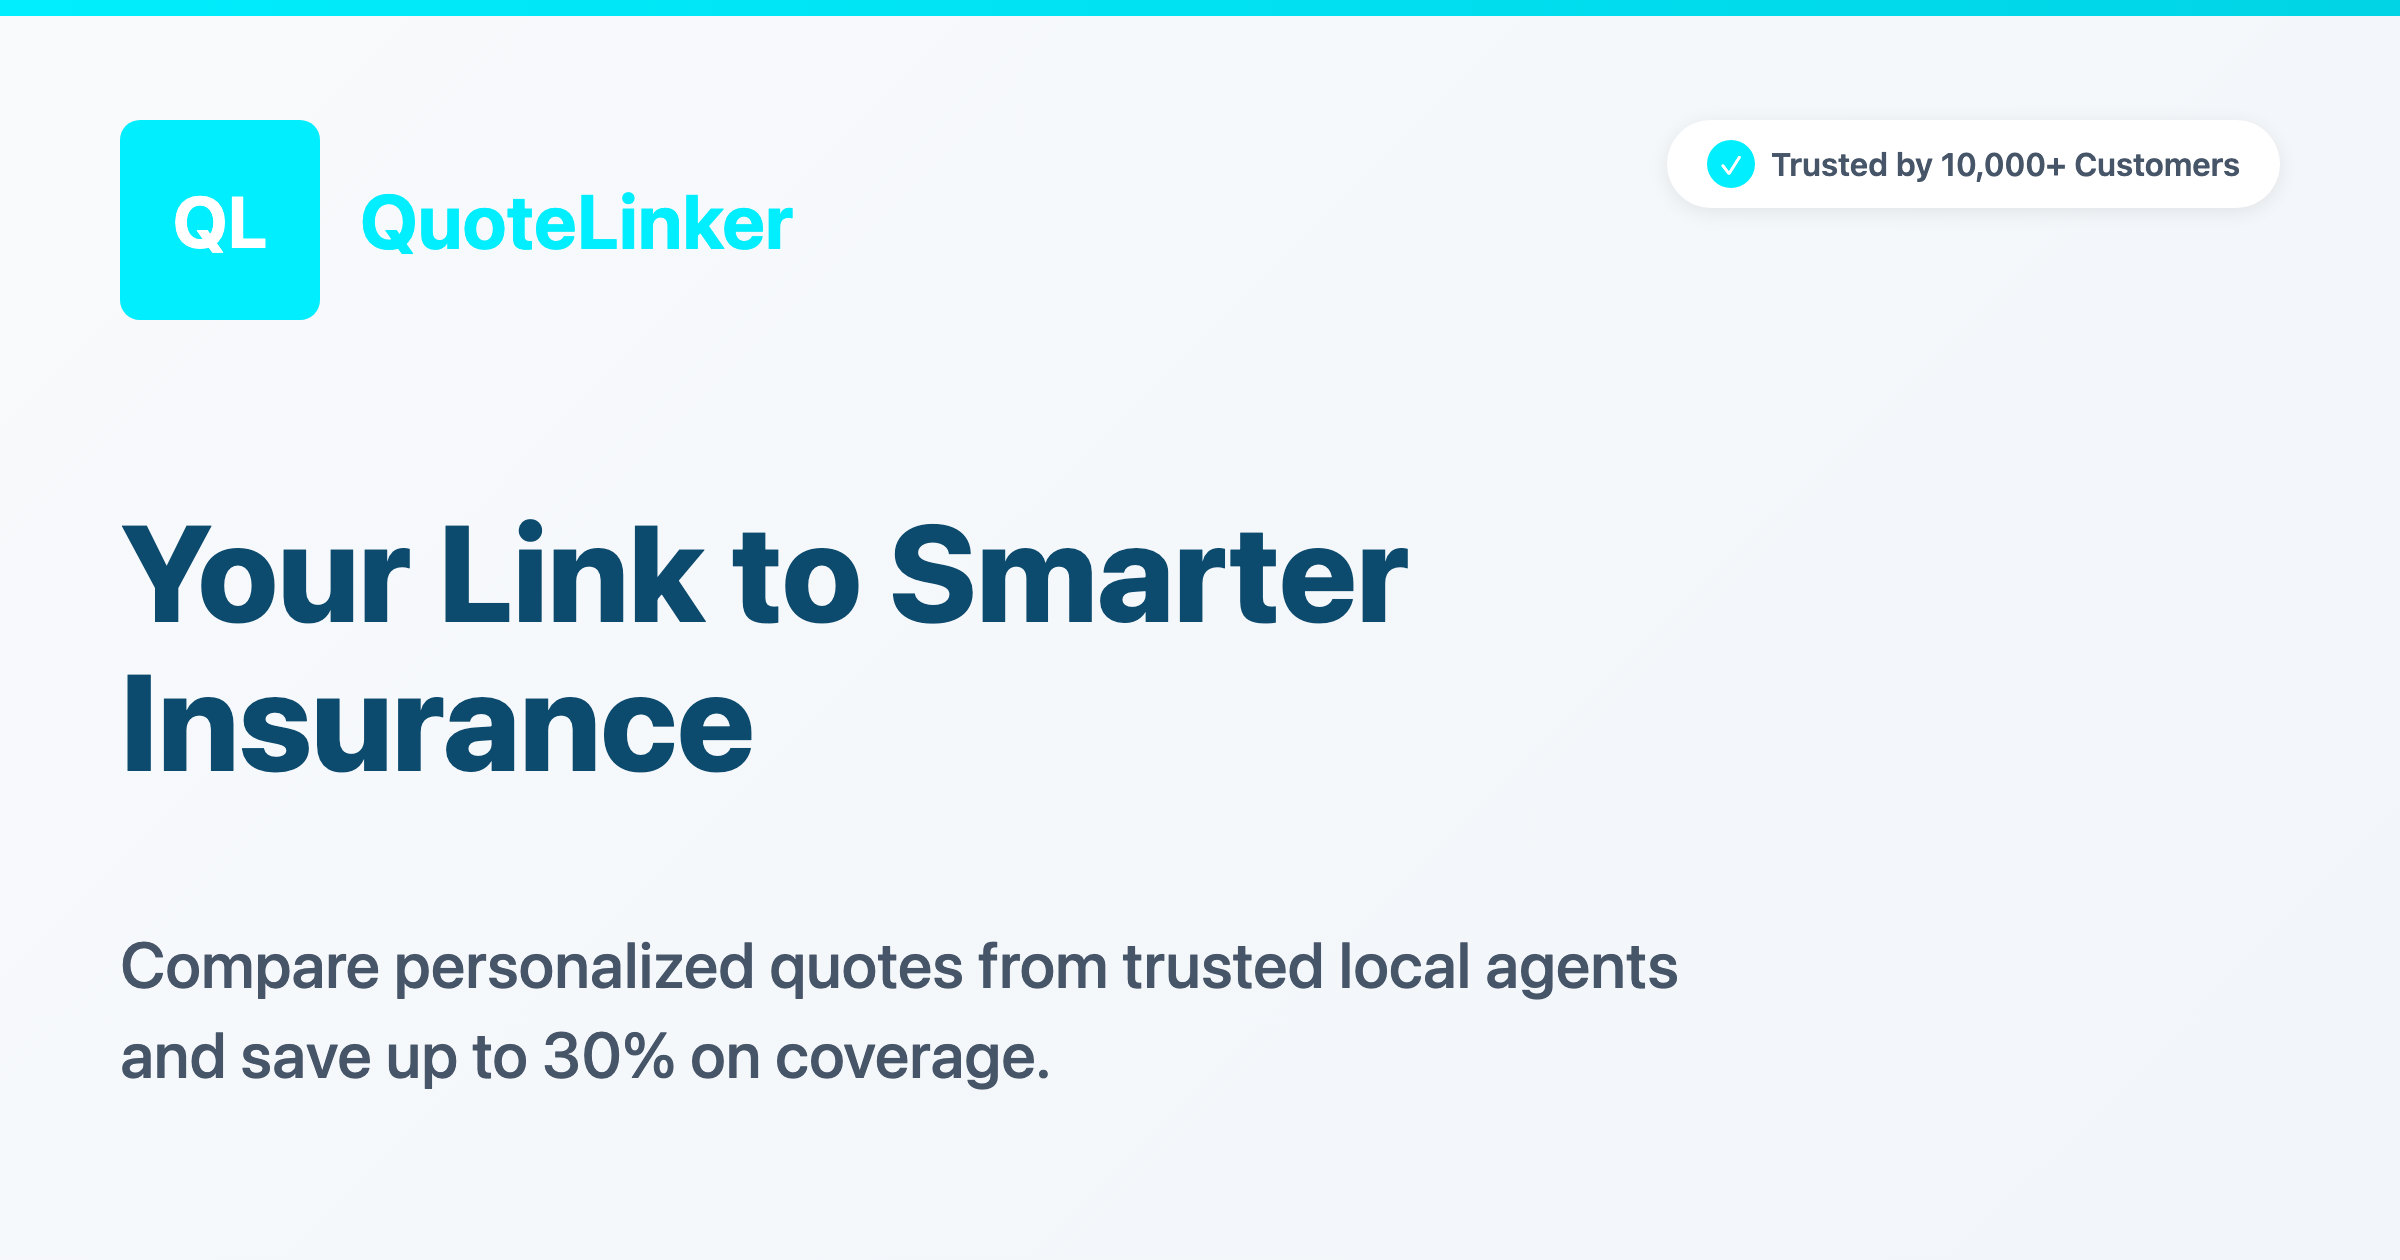 QL
QuoteLinker
✓ Trusted by 10,000+ Customers
Your Link to Smarter
Insurance
Compare personalized quotes from trusted local agents
and save up to 30% on coverage.